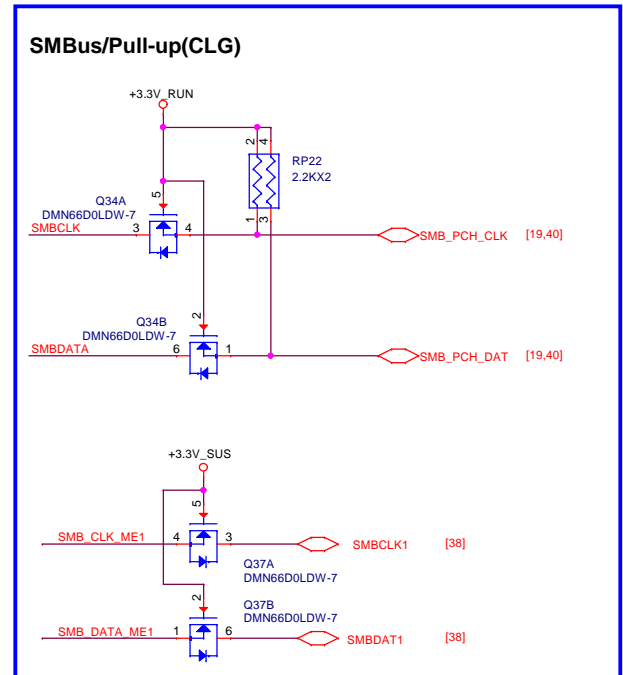 SMBus/Pull-up(CLG)
+3.3V_RUN
2
4
RP22
2.2KX2
1
3
Q34A
DMN66D0LDW-7
5
SMBCLK
3
4
SMB_PCH_CLK [19,40]
Q34B
DMN66D0LDW-7
2
SMBDATA
6
1
SMB_PCH_DAT [19,40]
+3.3V_SUS
5
SMB_CLK_ME1
4
3
SMBCLK1 [38]
Q37A
DMN66D0LDW-7
2
Q37B
DMN66D0LDW-7
SMB_DATA_ME1
1
6
SMBDAT1 [38]